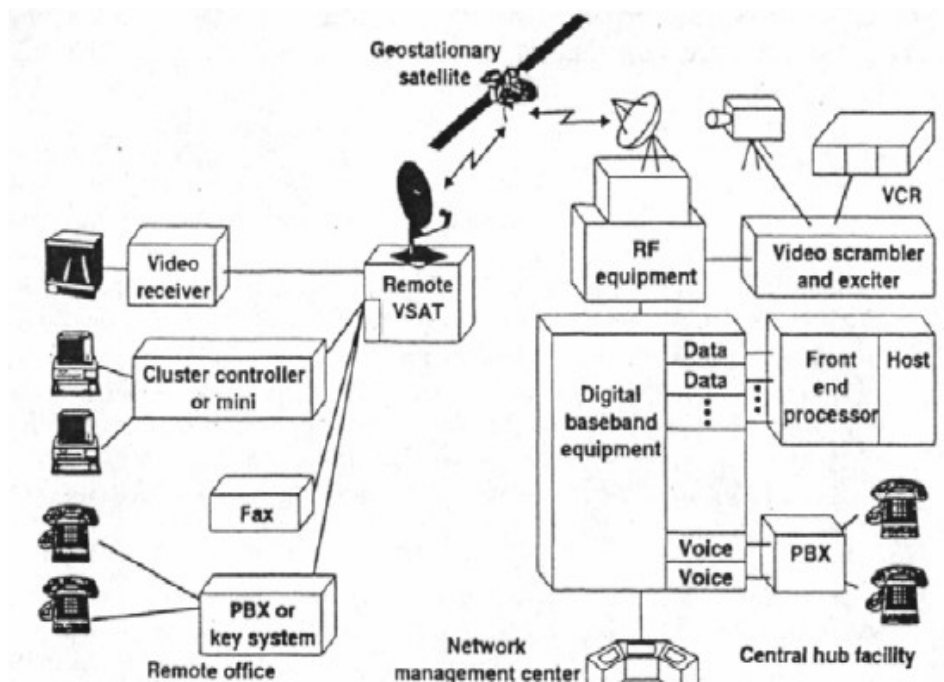 Geostationary
satellite
VCR
Video
receiver
Remote
VSAT
RF
equipment
Video scrambler
and exciter
Cluster controller
or mini
Data
Data
Digital
baseband
equipment
Front
end
processor
Host
Fax
Voice
Voice
PBX
PBX or
key system
Remote office
Network
management center
Central hub facility